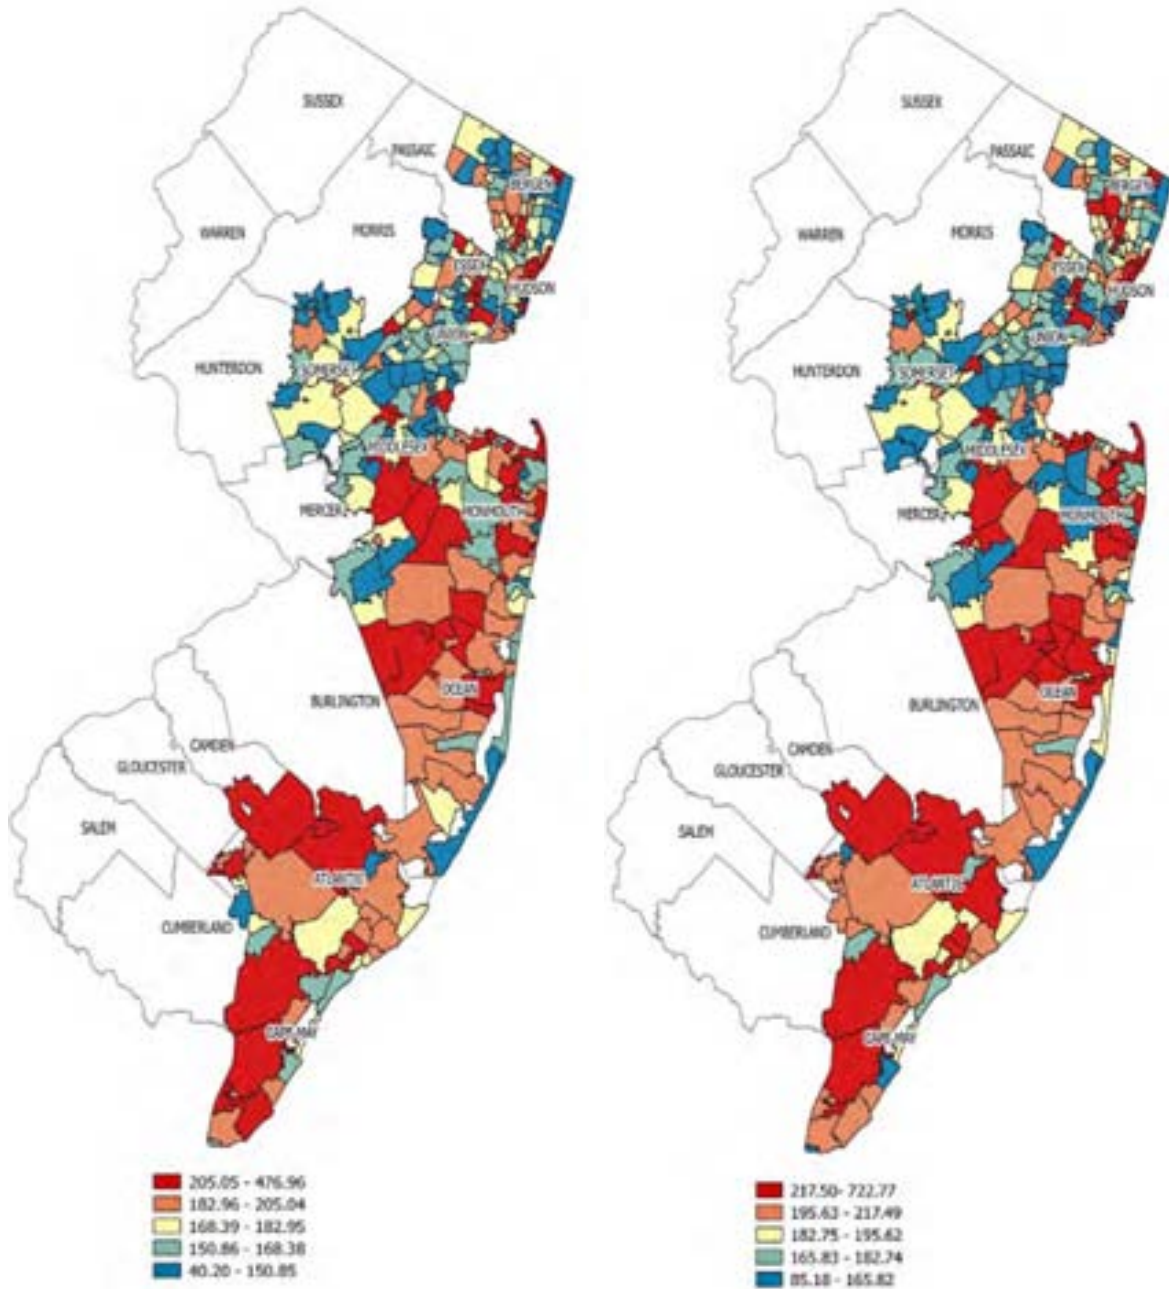 SUSSEX
PASSAIC
BERGEN
WARREN
MORRIS
ESSEX
HUDSON
UNION
HUNTERDON
SOMERSET
MIDDLESEX
MERCER
MONMOUTH
OCEAN
BURLINGTON
CAMDEN
GLOUCESTER
SALEM
ATLANTIC
CUMBERLAND
CAPE MAY
205.05 - 476.96
182.96 - 205.04
168.39 - 182.95
150.86 - 168.38
40.20 - 150.85
SUSSEX
PASSAIC
BERGEN
WARREN
MORRIS
ESSEX
HUDSON
UNION
HUNTERDON
SOMERSET
MIDDLESEX
MERCER
MONMOUTH
OCEAN
BURLINGTON
CAMDEN
GLOUCESTER
SALEM
ATLANTIC
CUMBERLAND
CAPE MAY
217.50- 722.77
195.63 - 217.49
182.75 - 195.62
165.83 - 182.74
85.18 - 165.82